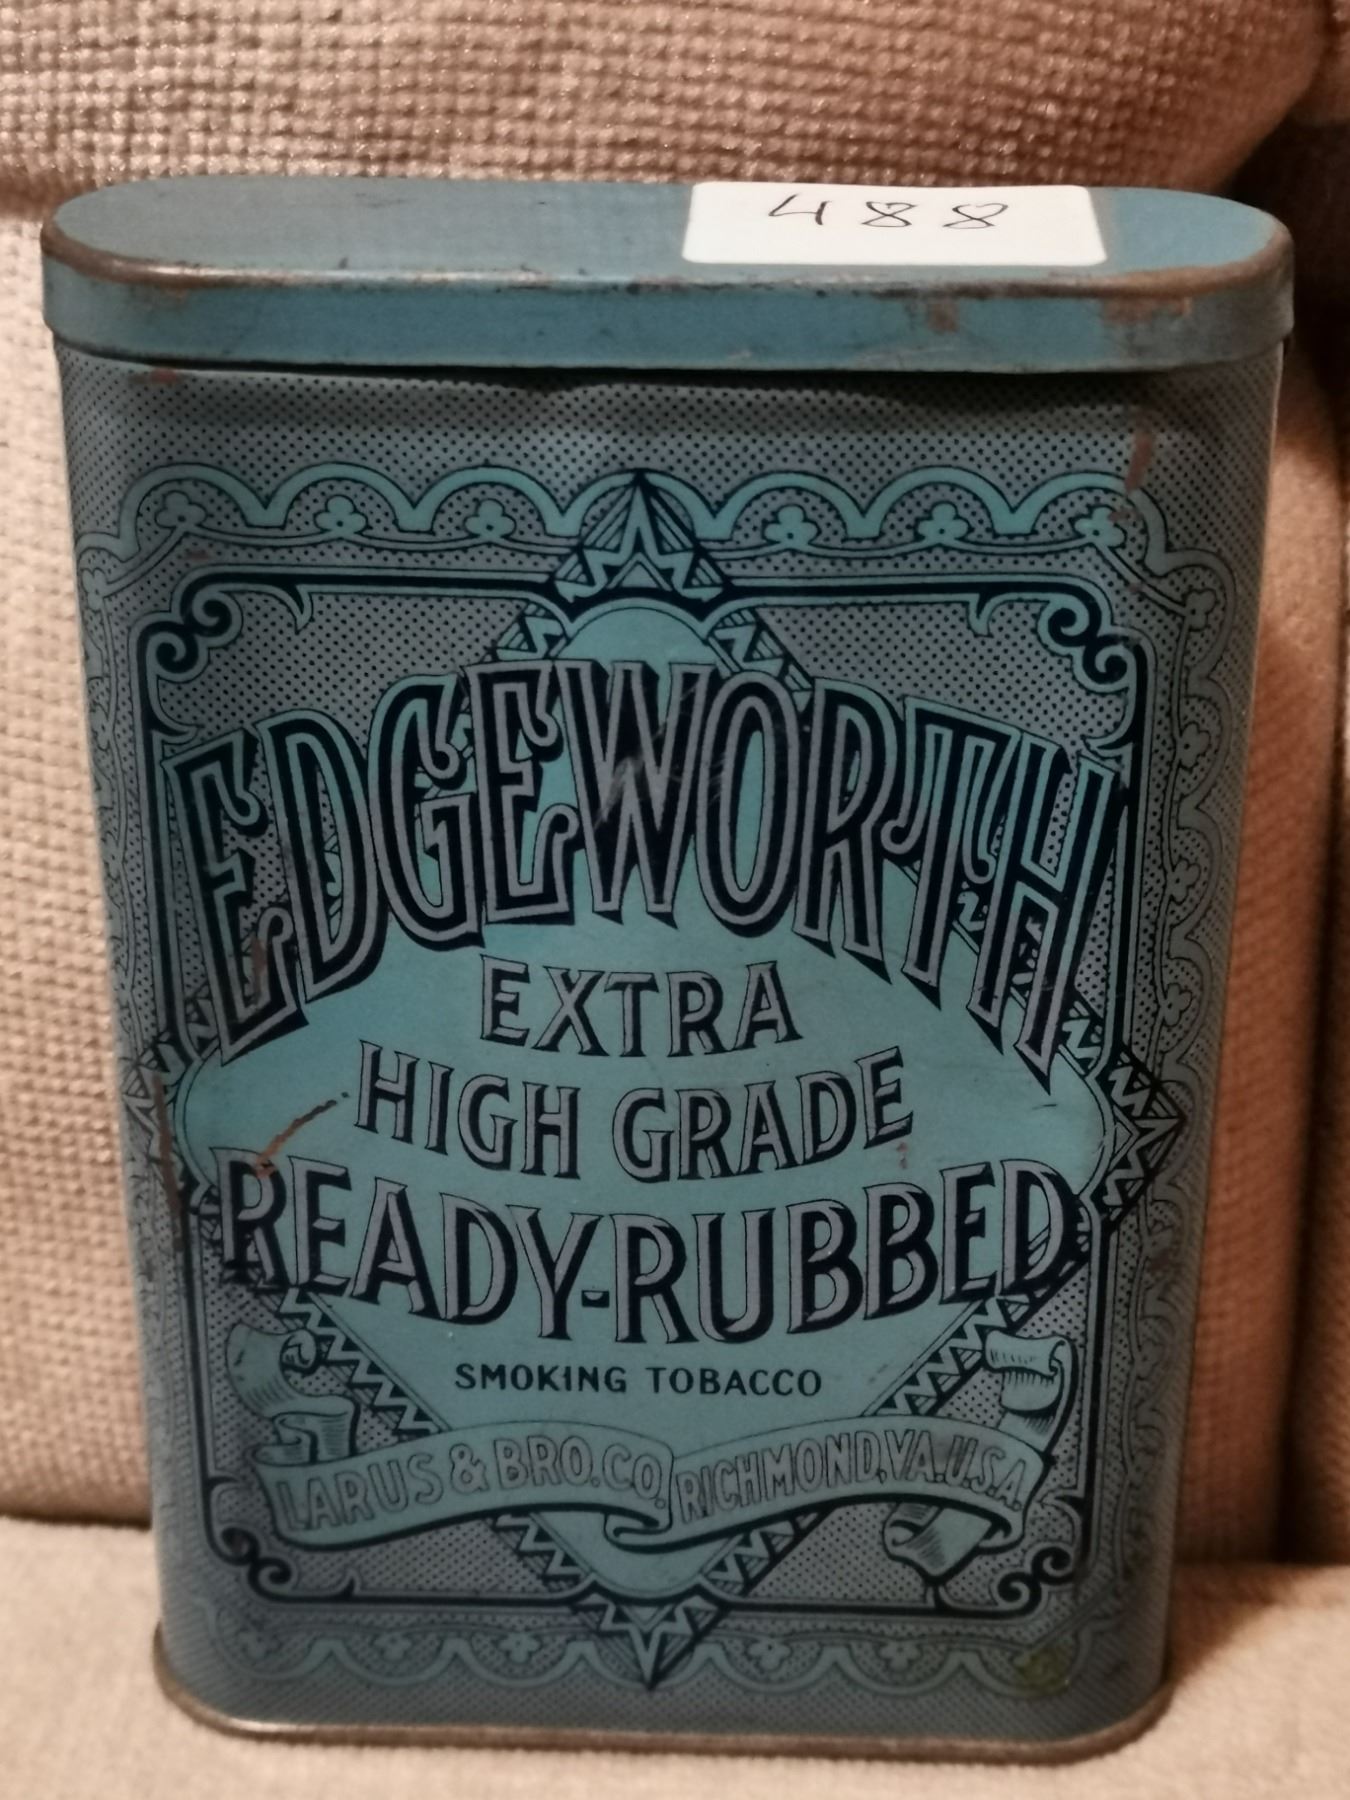 488
EDGEWORTH
EXTRA
HIGH GRADE
READY-RUBBED
SMOKING TOBACCO
LARUS & BRO. CO. RICHMOND, VA. U.S.A.